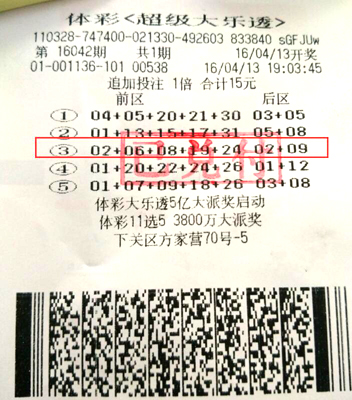 体彩<超级大乐透>
110328-747400-021330-492603 833840 sGFJUw
第 16042期 共1期 16/04/13开奖
01-001136-101 00538 16/04/13 19:03:45
追加投注 1倍 合计15元
前区 后区
① 04+05+20+21+30 03+05
② 01+13+15+17+31 05+08
③ 02+06+08+19+24 02+09
④ 01+20+22+24+26 01+12
⑤ 01+07+09+18+26 03+08
已兑付
体彩大乐透5亿大派奖启动
体彩11选5 3800万大派奖
下关区方家营70号-5